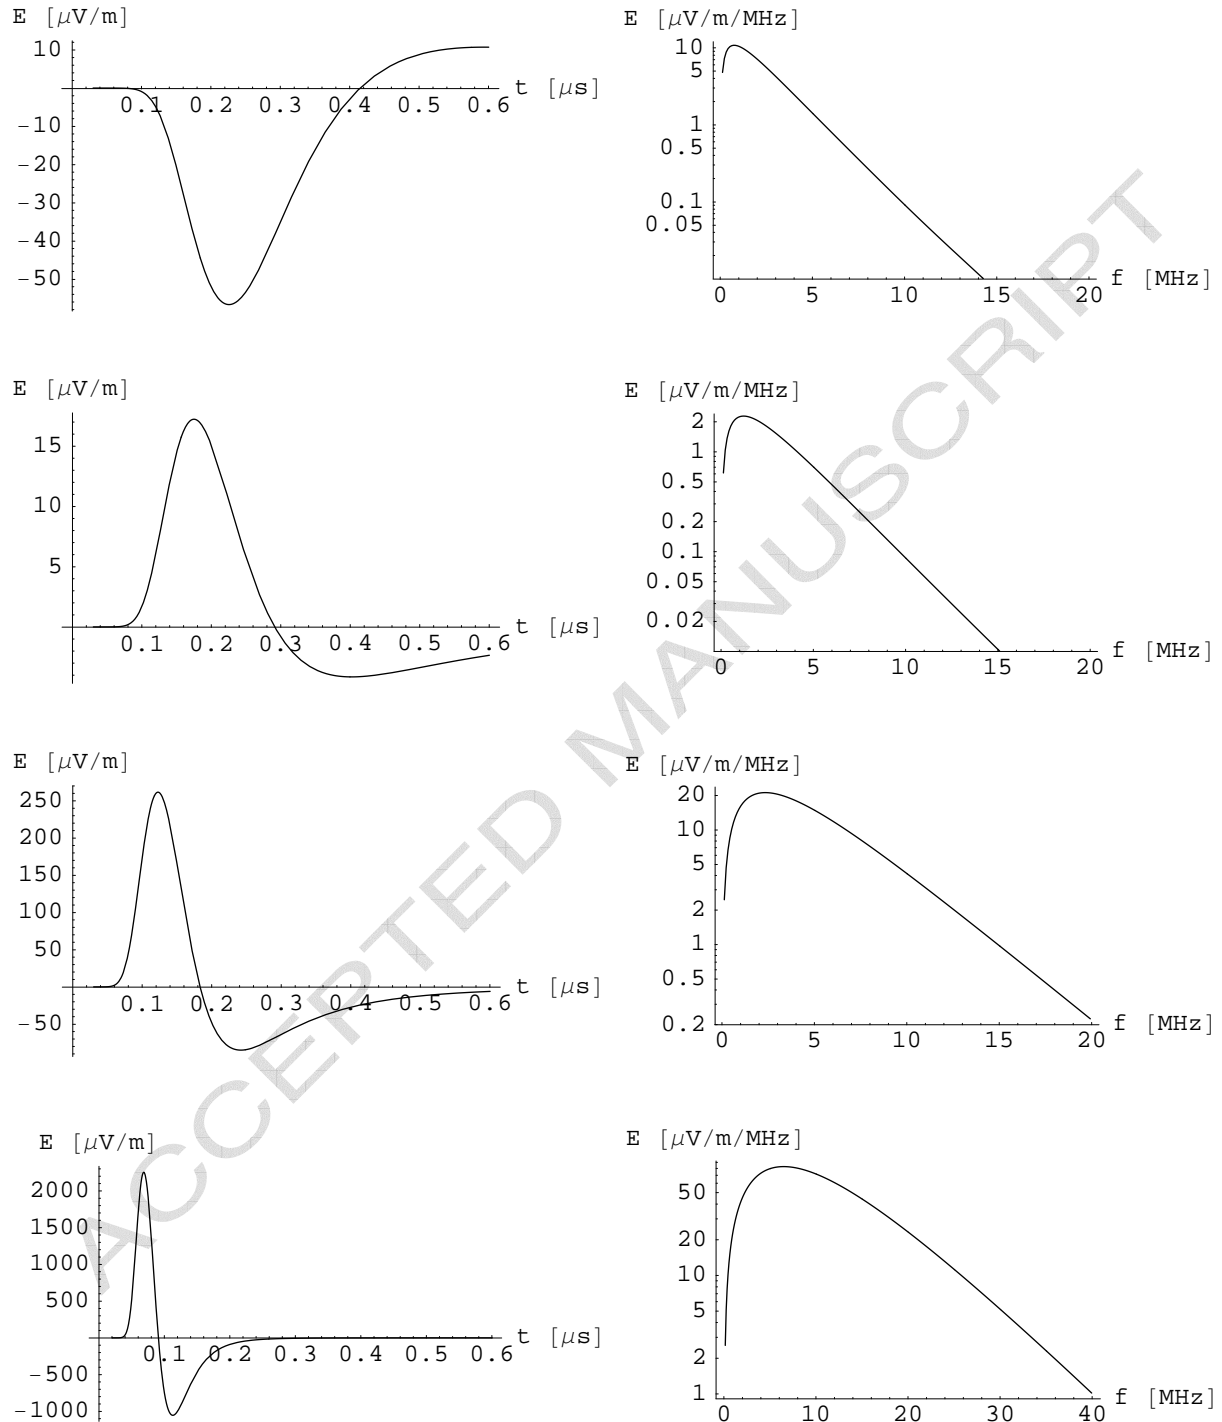 E [μV/m]
10
0.1 0.2 0.3 0.4 0.5 0.6 t [μs]
−10
−20
−30
−40
−50
E [μV/m/MHz]
10
5
1
0.5
0.1
0.05
0 5 10 15 20 f [MHz]
E [μV/m]
15
10
5
0.1 0.2 0.3 0.4 0.5 0.6 t [μs]
E [μV/m/MHz]
2
1
0.5
0.2
0.1
0.05
0.02
0 5 10 15 20 f [MHz]
E [μV/m]
250
200
150
100
50
0.1 0.2 0.3 0.4 0.5 0.6 t [μs]
−50
E [μV/m/MHz]
20
10
5
2
1
0.5
0.2
0 5 10 15 20 f [MHz]
E [μV/m]
2000
1500
1000
500
0.1 0.2 0.3 0.4 0.5 0.6 t [μs]
−500
−1000
E [μV/m/MHz]
50
20
10
5
2
1
0 10 20 30 40 f [MHz]
ACCEPTED MANUSCRIPT